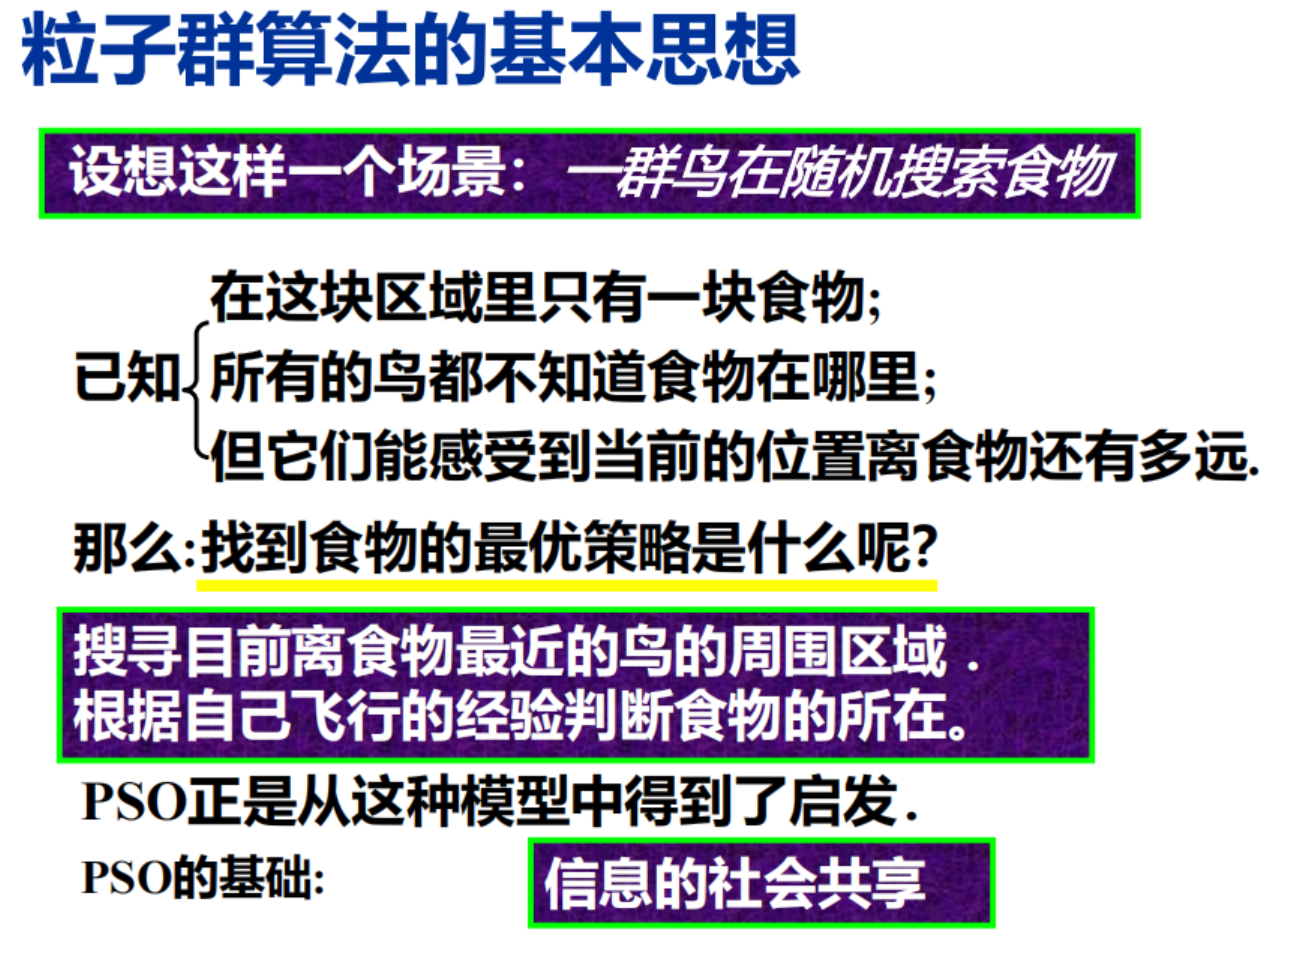 粒子群算法的基本思想
设想这样一个场景：一群鸟在随机搜索食物
在这块区域里只有一块食物;
已知
所有的鸟都不知道食物在哪里;
但它们能感受到当前的位置离食物还有多远.
那么:找到食物的最优策略是什么呢?
搜寻目前离食物最近的鸟的周围区域.
根据自己飞行的经验判断食物的所在。
PSO正是从这种模型中得到了启发.
PSO的基础: 信息的社会共享